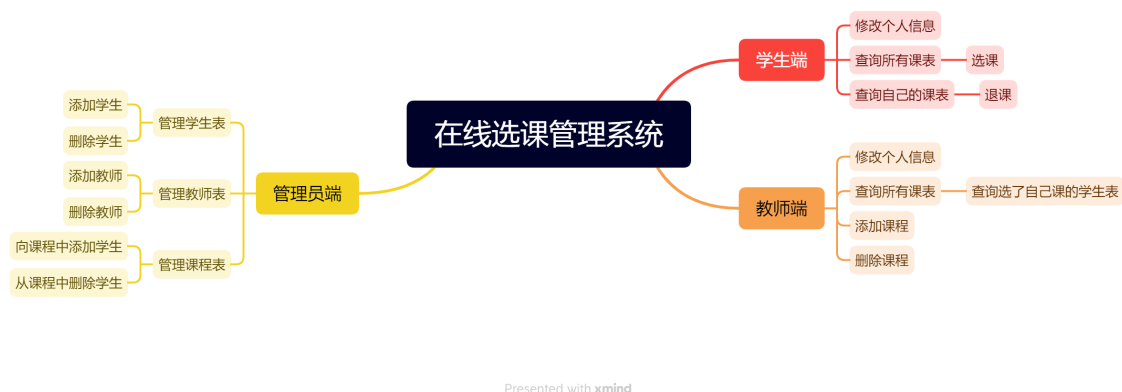 在线选课管理系统
学生端
修改个人信息
查询所有课表
选课
查询自己的课表
退课
教师端
修改个人信息
查询所有课表
查询选了自己课的学生表
添加课程
删除课程
管理员端
管理学生表
添加学生
删除学生
管理教师表
添加教师
删除教师
管理课程表
向课程中添加学生
从课程中删除学生
Presented with xmind